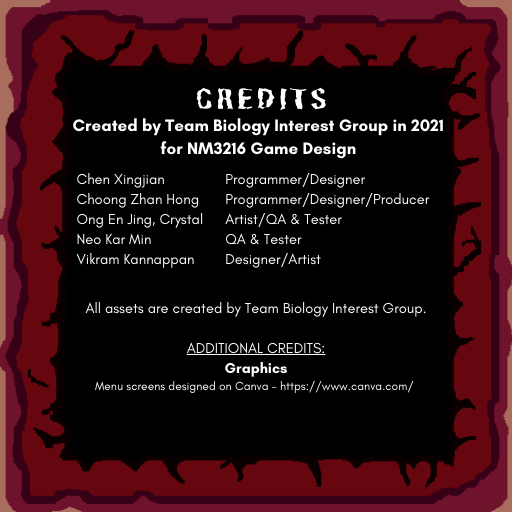 CREDITS
Created by Team Biology Interest Group in 2021
for NM3216 Game Design
Chen Xingjian Programmer/Designer
Choong Zhan Hong Programmer/Designer/Producer
Ong En Jing, Crystal Artist/QA & Tester
Neo Kar Min QA & Tester
Vikram Kannappan Designer/Artist
All assets are created by Team Biology Interest Group.
ADDITIONAL CREDITS:
Graphics
Menu screens designed on Canva - https://www.canva.com/